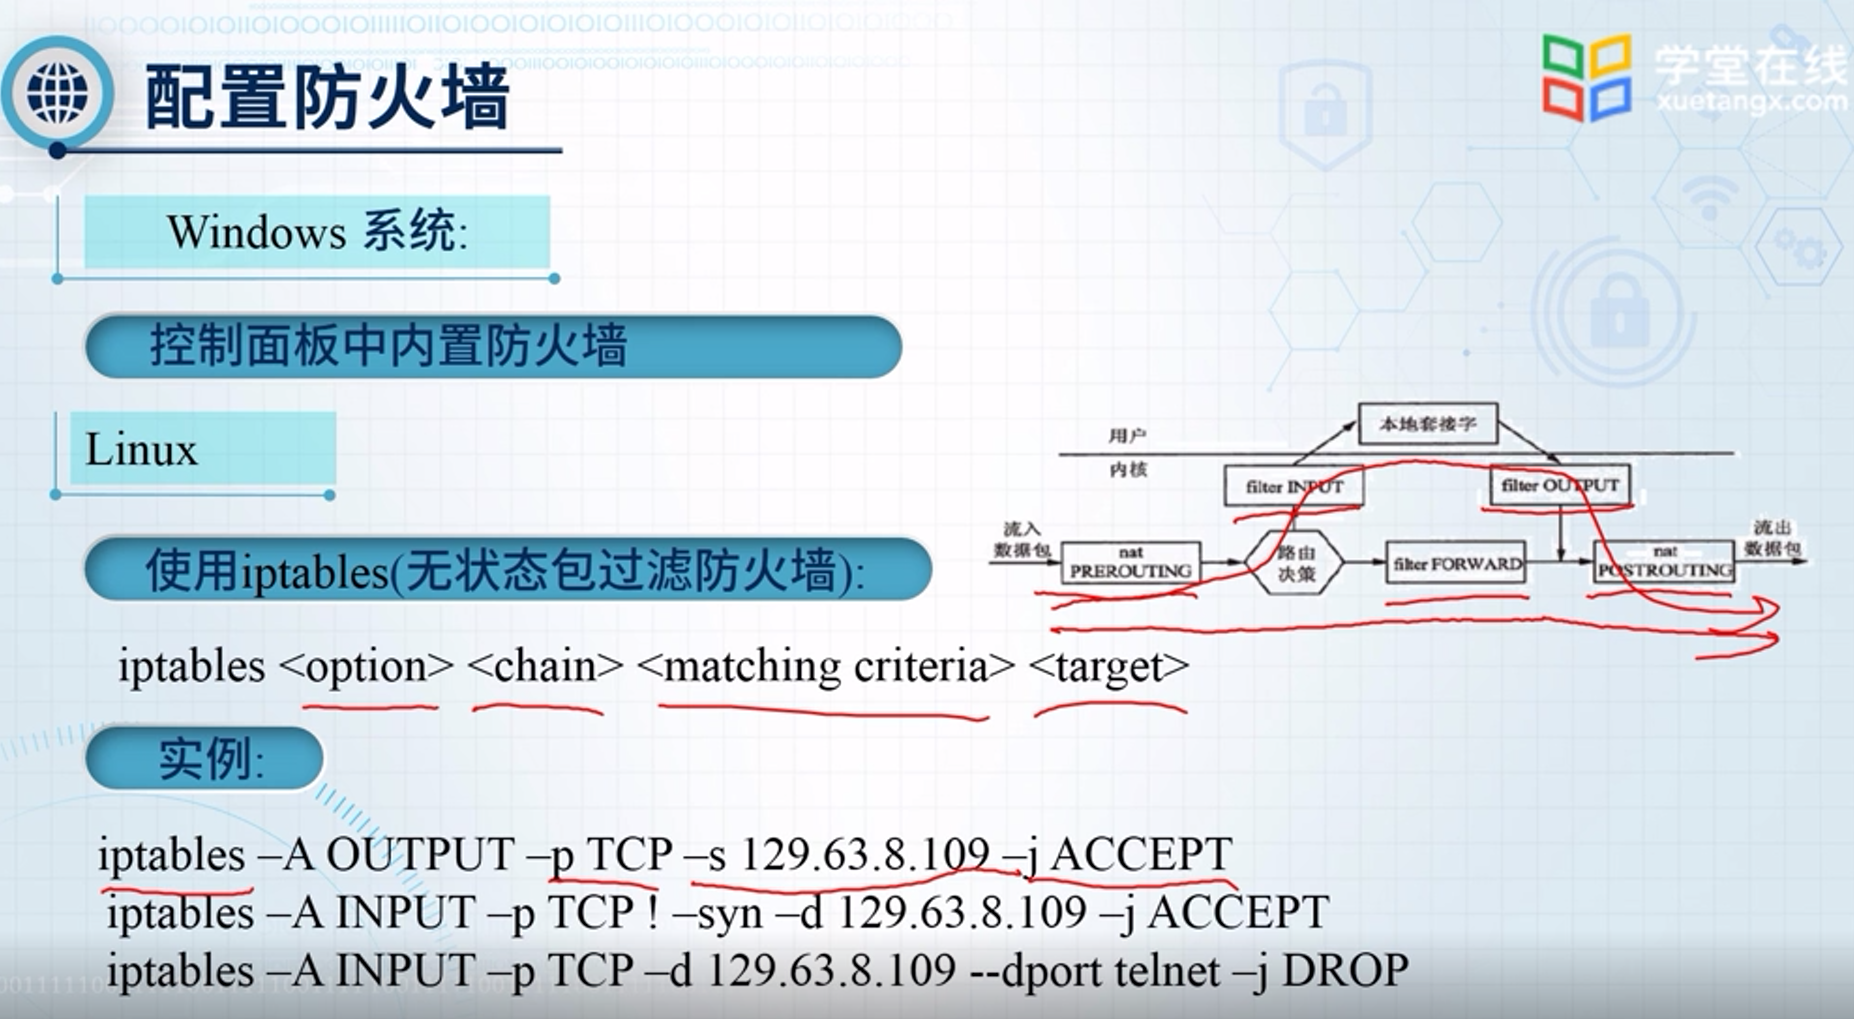 配置防火墙
学堂在线
xuetangx.com
Windows 系统:
控制面板中内置防火墙
Linux
使用iptables(无状态包过滤防火墙):
用户
本地套接字
内核
filter INPUT
filter OUTPUT
流入
数据包
nat
PREROUTING
路由
决策
filter FORWARD
nat
POSTROUTING
流出
数据包
iptables <option> <chain> <matching criteria> <target>
实例:
iptables –A OUTPUT –p TCP –s 129.63.8.109 –j ACCEPT
iptables –A INPUT –p TCP ! –syn –d 129.63.8.109 –j ACCEPT
iptables –A INPUT –p TCP –d 129.63.8.109 --dport telnet –j DROP